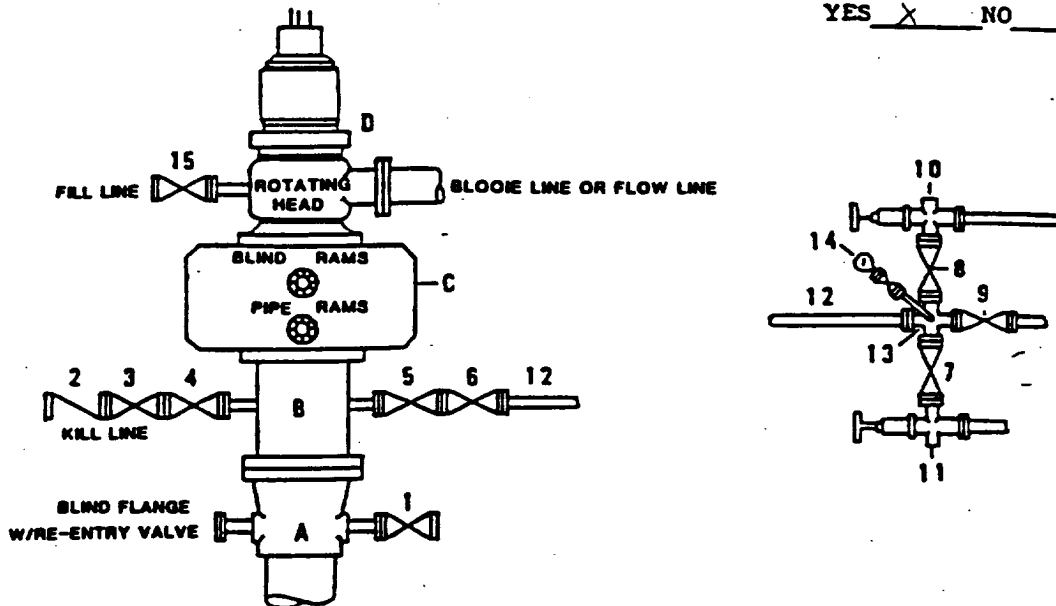 YES X NO
D
15
FILL LINE
ROTATING HEAD
BLOOIE LINE OR FLOW LINE
BLIND RAMS
C
PIPE RAMS
2 3 4
B
5 6 12
KILL LINE
BLIND FLANGE
W/RE-ENTRY VALVE
A
1
10
14
8
12
9
13
7
11